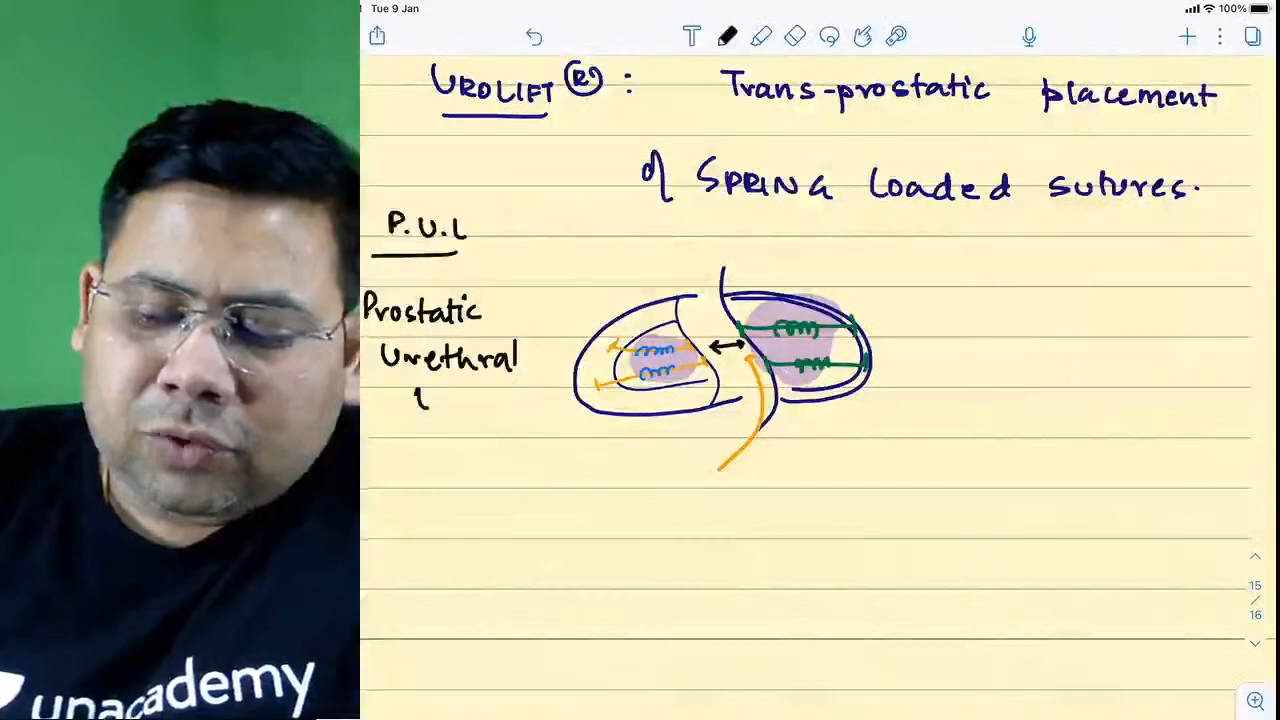 Tue 9 Jan
100%
UROLIFT ® : Trans-prostatic placement
of SPRING Loaded sutures.
P.U.L
Prostatic
Urethral
15
/
16
unacademy